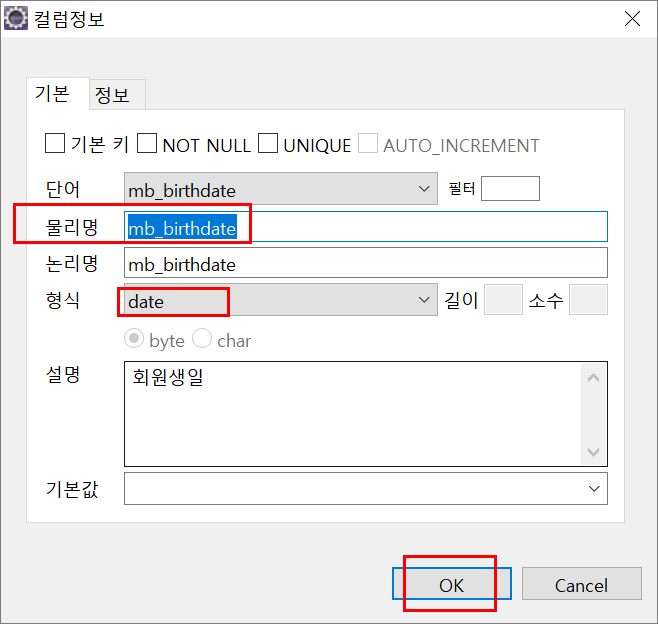 컬럼정보
기본 정보
기본 키 NOT NULL UNIQUE AUTO_INCREMENT
단어 mb_birthdate 필터
물리명 mb_birthdate
논리명 mb_birthdate
형식 date 길이 소수
byte char
설명 회원생일
기본값
OK Cancel